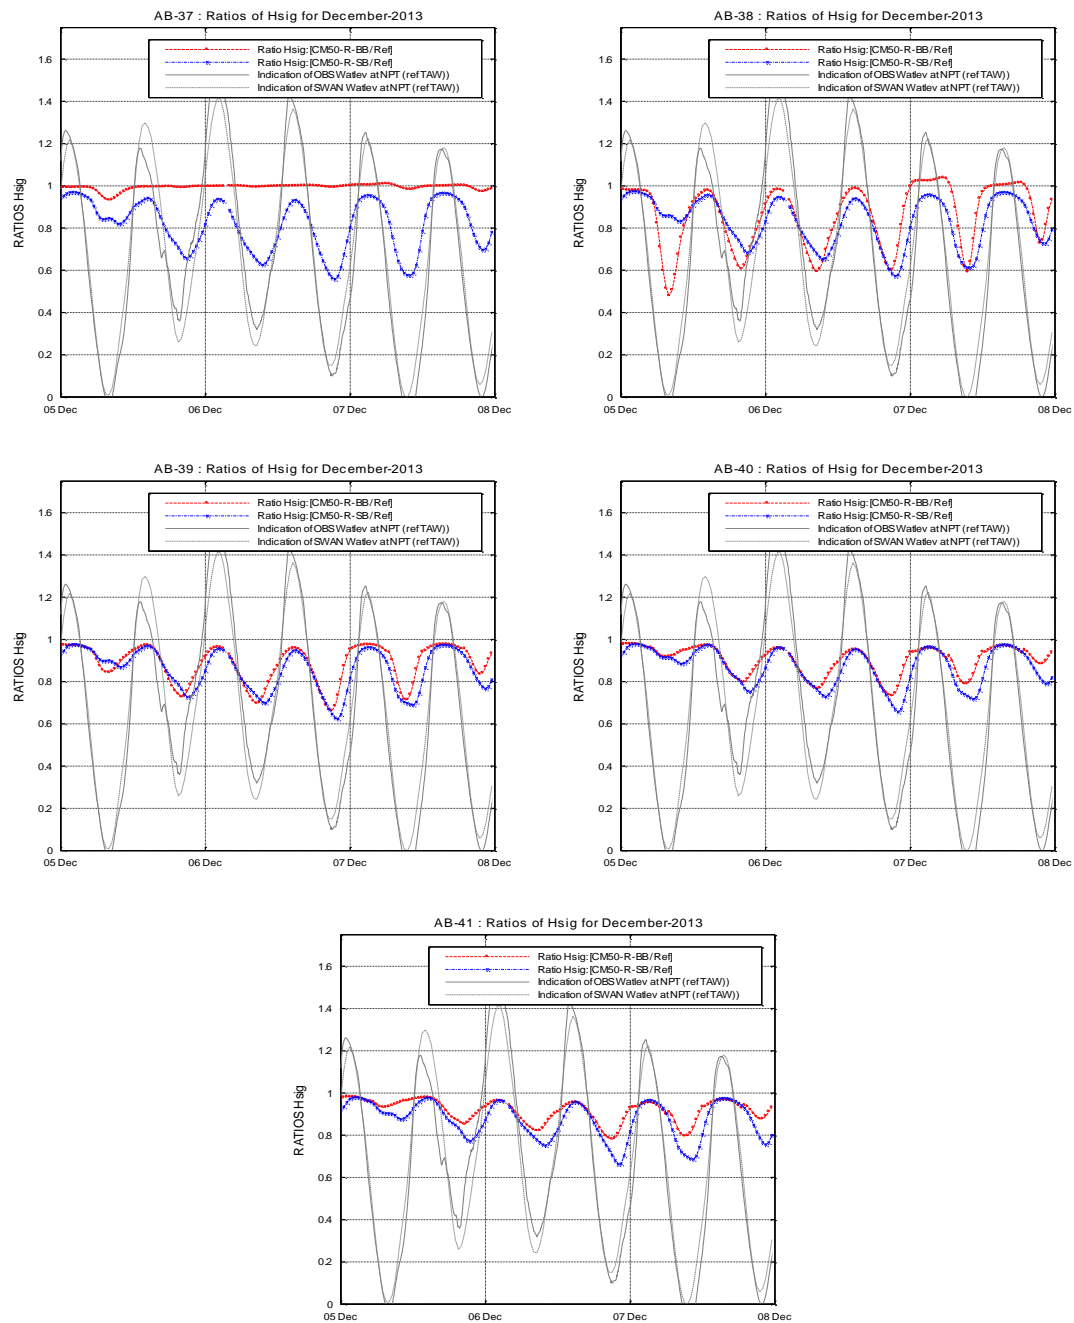 AB-37 : Ratios of Hsig for December-2013
Ratio Hsig:[CM50-R-BB/Ref]
Ratio Hsig:[CM50-R-SB/Ref]
Indication of OBS Watlev at NPT (ref TAW))
Indication of SWAN Watlev at NPT (ref TAW))
RATIOS Hsig
1.6
1.4
1.2
1
0.8
0.6
0.4
0.2
0
05 Dec 06 Dec 07 Dec 08 Dec
AB-38 : Ratios of Hsig for December-2013
Ratio Hsig:[CM50-R-BB/Ref]
Ratio Hsig:[CM50-R-SB/Ref]
Indication of OBS Watlev at NPT (ref TAW))
Indication of SWAN Watlev at NPT (ref TAW))
RATIOS Hsig
1.6
1.4
1.2
1
0.8
0.6
0.4
0.2
0
05 Dec 06 Dec 07 Dec 08 Dec
AB-39 : Ratios of Hsig for December-2013
Ratio Hsig:[CM50-R-BB/Ref]
Ratio Hsig:[CM50-R-SB/Ref]
Indication of OBS Watlev at NPT (ref TAW))
Indication of SWAN Watlev at NPT (ref TAW))
RATIOS Hsig
1.6
1.4
1.2
1
0.8
0.6
0.4
0.2
0
05 Dec 06 Dec 07 Dec 08 Dec
AB-40 : Ratios of Hsig for December-2013
Ratio Hsig:[CM50-R-BB/Ref]
Ratio Hsig:[CM50-R-SB/Ref]
Indication of OBS Watlev at NPT (ref TAW))
Indication of SWAN Watlev at NPT (ref TAW))
RATIOS Hsig
1.6
1.4
1.2
1
0.8
0.6
0.4
0.2
0
05 Dec 06 Dec 07 Dec 08 Dec
AB-41 : Ratios of Hsig for December-2013
Ratio Hsig:[CM50-R-BB/Ref]
Ratio Hsig:[CM50-R-SB/Ref]
Indication of OBS Watlev at NPT (ref TAW))
Indication of SWAN Watlev at NPT (ref TAW))
RATIOS Hsig
1.6
1.4
1.2
1
0.8
0.6
0.4
0.2
0
05 Dec 06 Dec 07 Dec 08 Dec